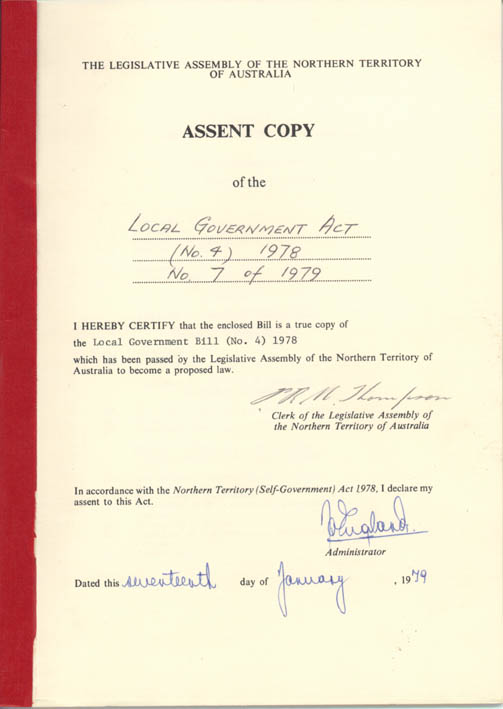 THE LEGISLATIVE ASSEMBLY OF THE NORTHERN TERRITORY
OF AUSTRALIA
ASSENT COPY
of the
LOCAL GOVERNMENT ACT
(No. 4) 1978
No. 7 of 1979
I HEREBY CERTIFY that the enclosed Bill is a true copy of
the Local Government Bill (No. 4) 1978
which has been passed by the Legislative Assembly of the Northern Territory of
Australia to become a proposed law.
Thompson
Clerk of the Legislative Assembly of
the Northern Territory of Australia
In accordance with the Northern Territory (Self-Government) Act 1978, I declare my
assent to this Act.
England
Administrator
Dated this seventeenth day of January , 1979